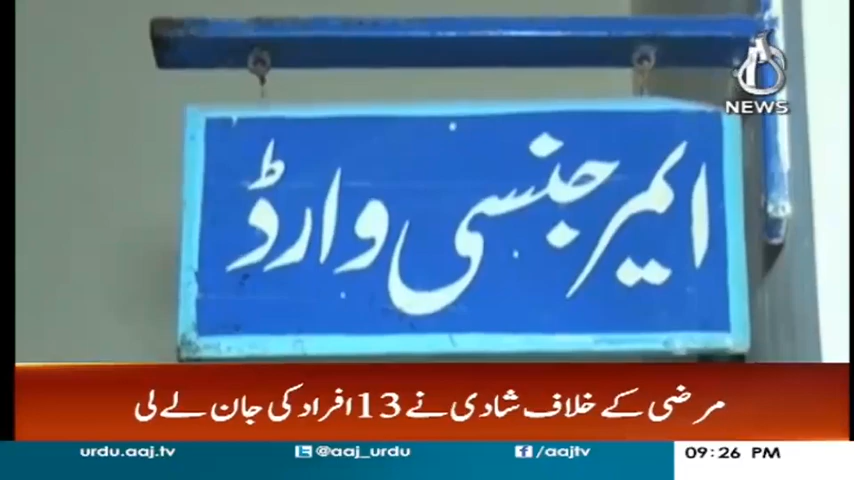 NEWS
ایمرجنسی وارڈ
مرضی کے خلاف شادی نے 13 افراد کی جان لے لی
urdu.aaj.tv @aaj_urdu /aajtv 09:26 PM